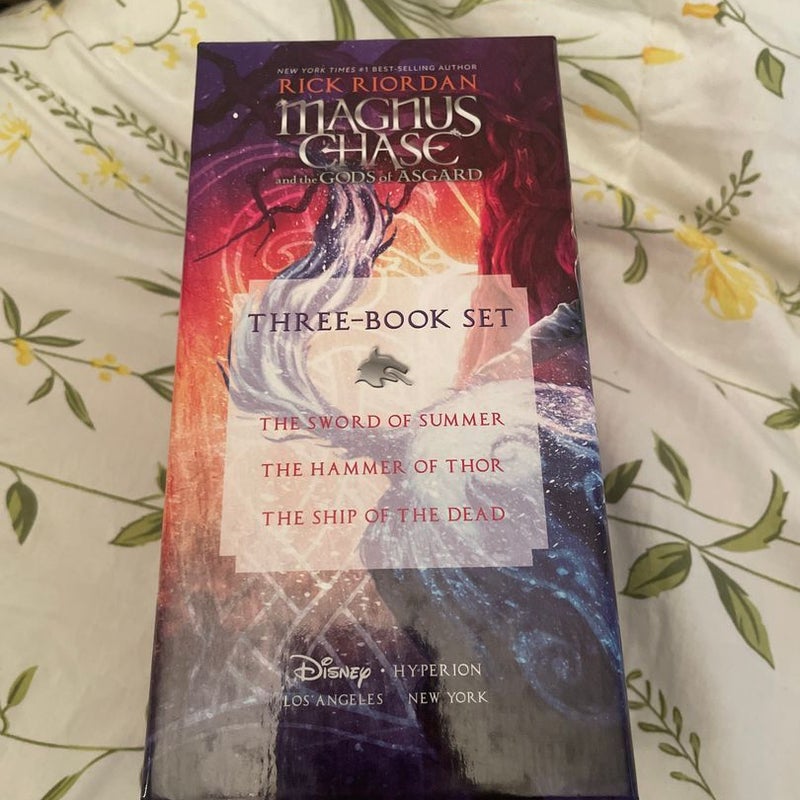 NEW YORK TIMES #1 BEST-SELLING AUTHOR
RICK RIORDAN
MAGNUS
CHASE
and the GODS of ASGARD
THREE-BOOK SET
THE SWORD OF SUMMER
THE HAMMER OF THOR
THE SHIP OF THE DEAD
DISNEY • HYPERION
LOS ANGELES NEW YORK